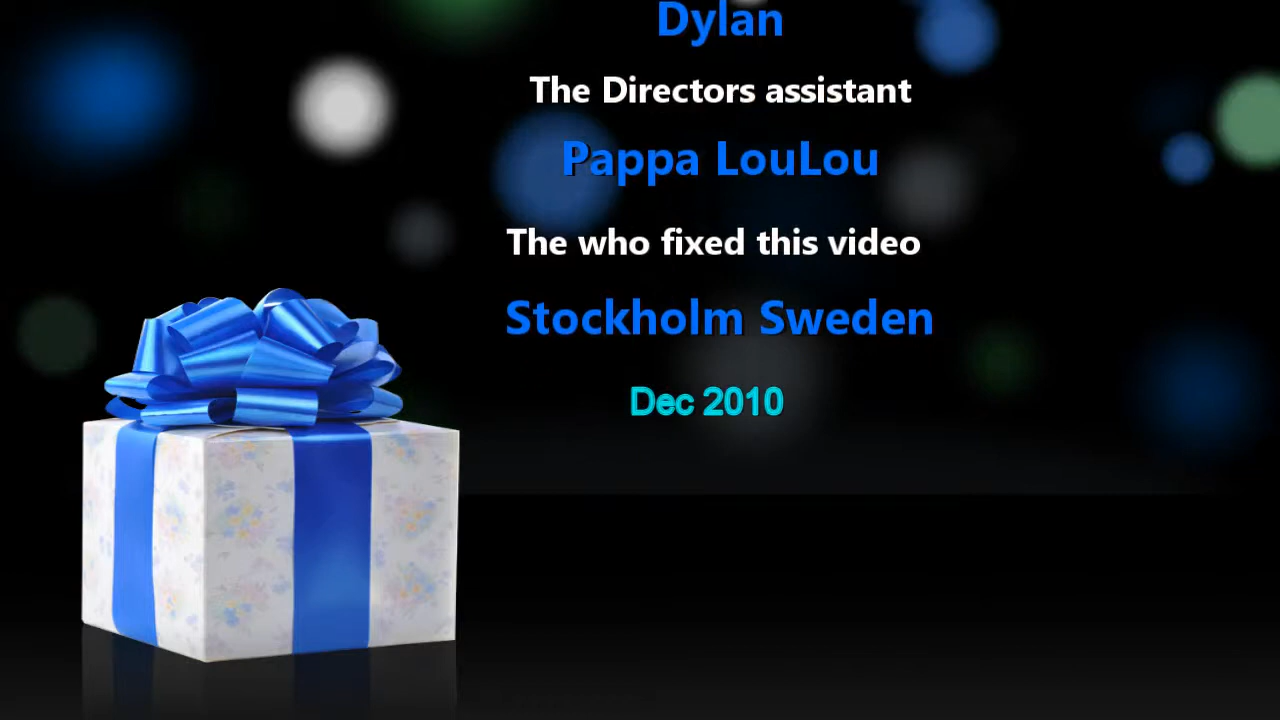 Dylan
The Directors assistant
Pappa LouLou
The who fixed this video
Stockholm Sweden
Dec 2010